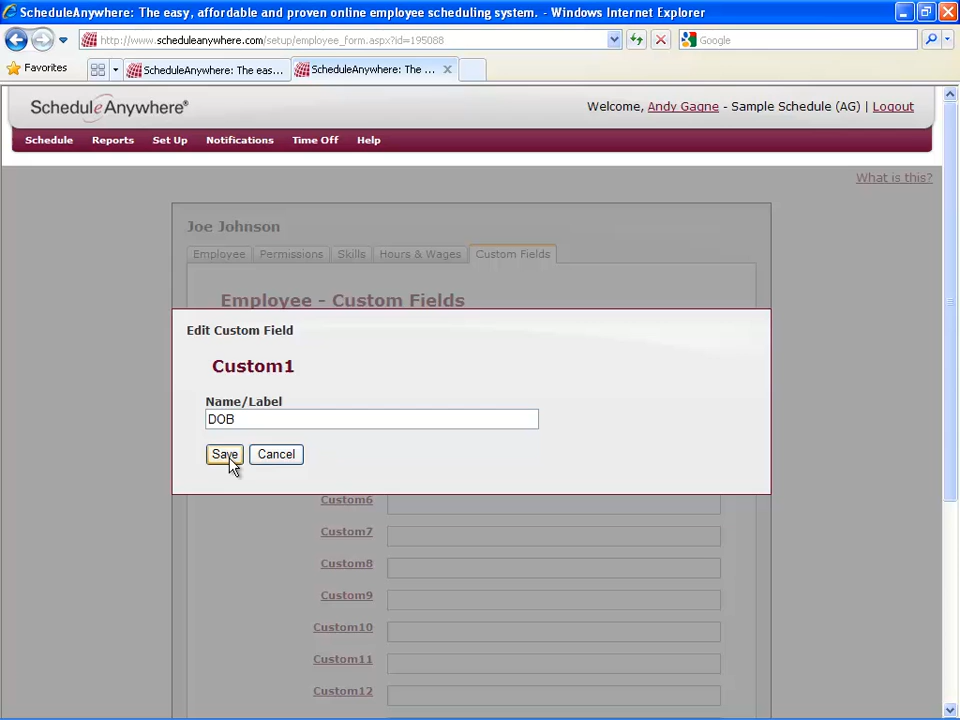 ScheduleAnywhere: The easy, affordable and proven online employee scheduling system. - Windows Internet Explorer
http://www.scheduleanywhere.com/setup/employee_form.aspx?id=195088
Google
Favorites
ScheduleAnywhere: The eas...
ScheduleAnywhere: The ...
ScheduleAnywhere®
Welcome, Andy Gagne - Sample Schedule (AG) | Logout
Schedule Reports Set Up Notifications Time Off Help
What is this?
Joe Johnson
Employee Permissions Skills Hours & Wages Custom Fields
Employee - Custom Fields
Edit Custom Field
Custom1
Name/Label
DOB
Save Cancel
Custom6
Custom7
Custom8
Custom9
Custom10
Custom11
Custom12